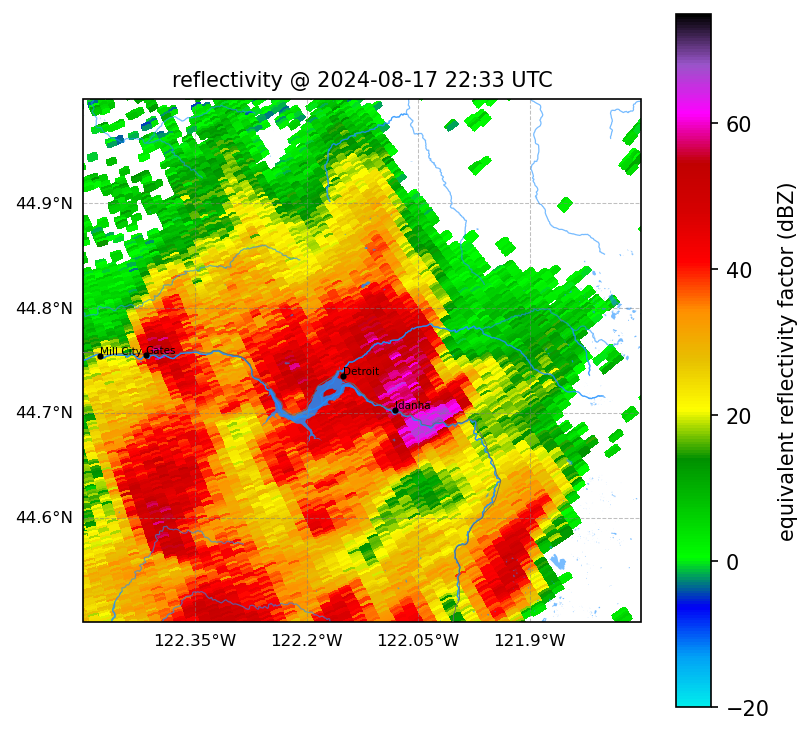 reflectivity @ 2024-08-17 22:33 UTC
60
40
20
0
−20
equivalent reflectivity factor (dBZ)
44.9°N
44.8°N
44.7°N
44.6°N
Mill City
Gates
Detroit
Idanha
122.35°W
122.2°W
122.05°W
121.9°W